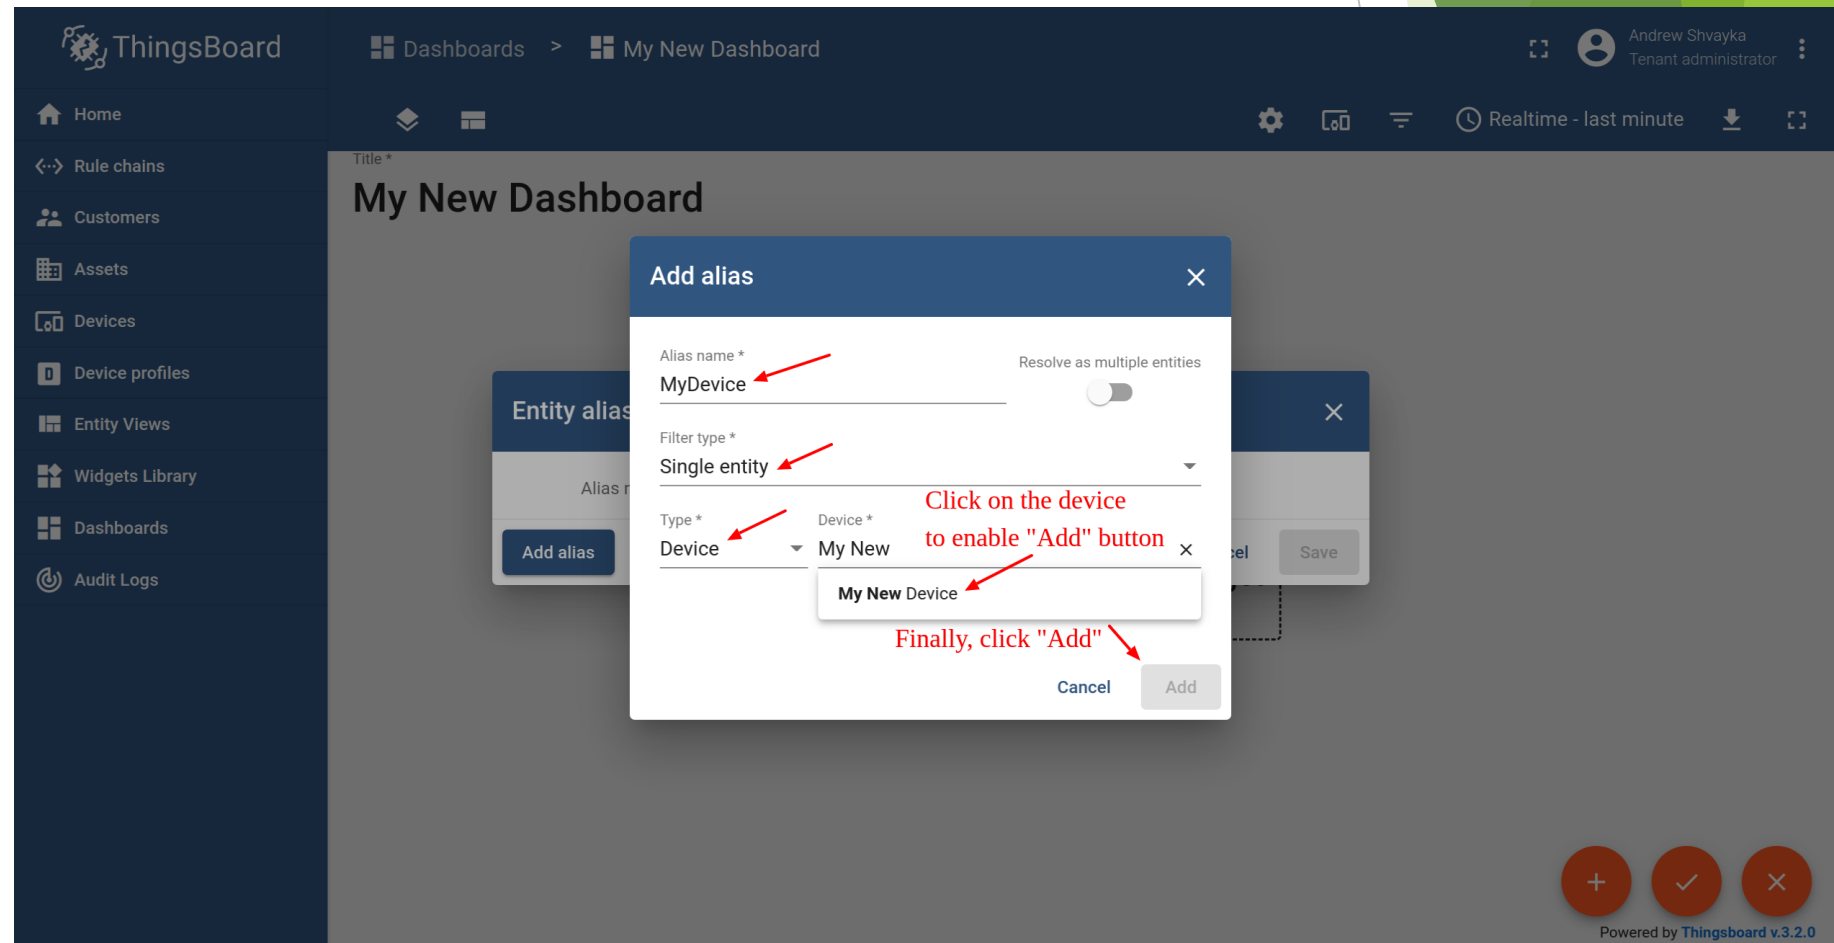 ThingsBoard
Dashboards > My New Dashboard
Andrew Shvayka
Tenant administrator
Home
Rule chains
Customers
Assets
Devices
Device profiles
Entity Views
Widgets Library
Dashboards
Audit Logs
Realtime - last minute
Title *
My New Dashboard
Entity alias
Alias r
Add alias
cel
Save
Add alias
Alias name *
MyDevice
Resolve as multiple entities
Filter type *
Single entity
Click on the device
to enable "Add" button
Type *
Device
Device *
My New
My New Device
Finally, click "Add"
Cancel
Add
Powered by Thingsboard v.3.2.0